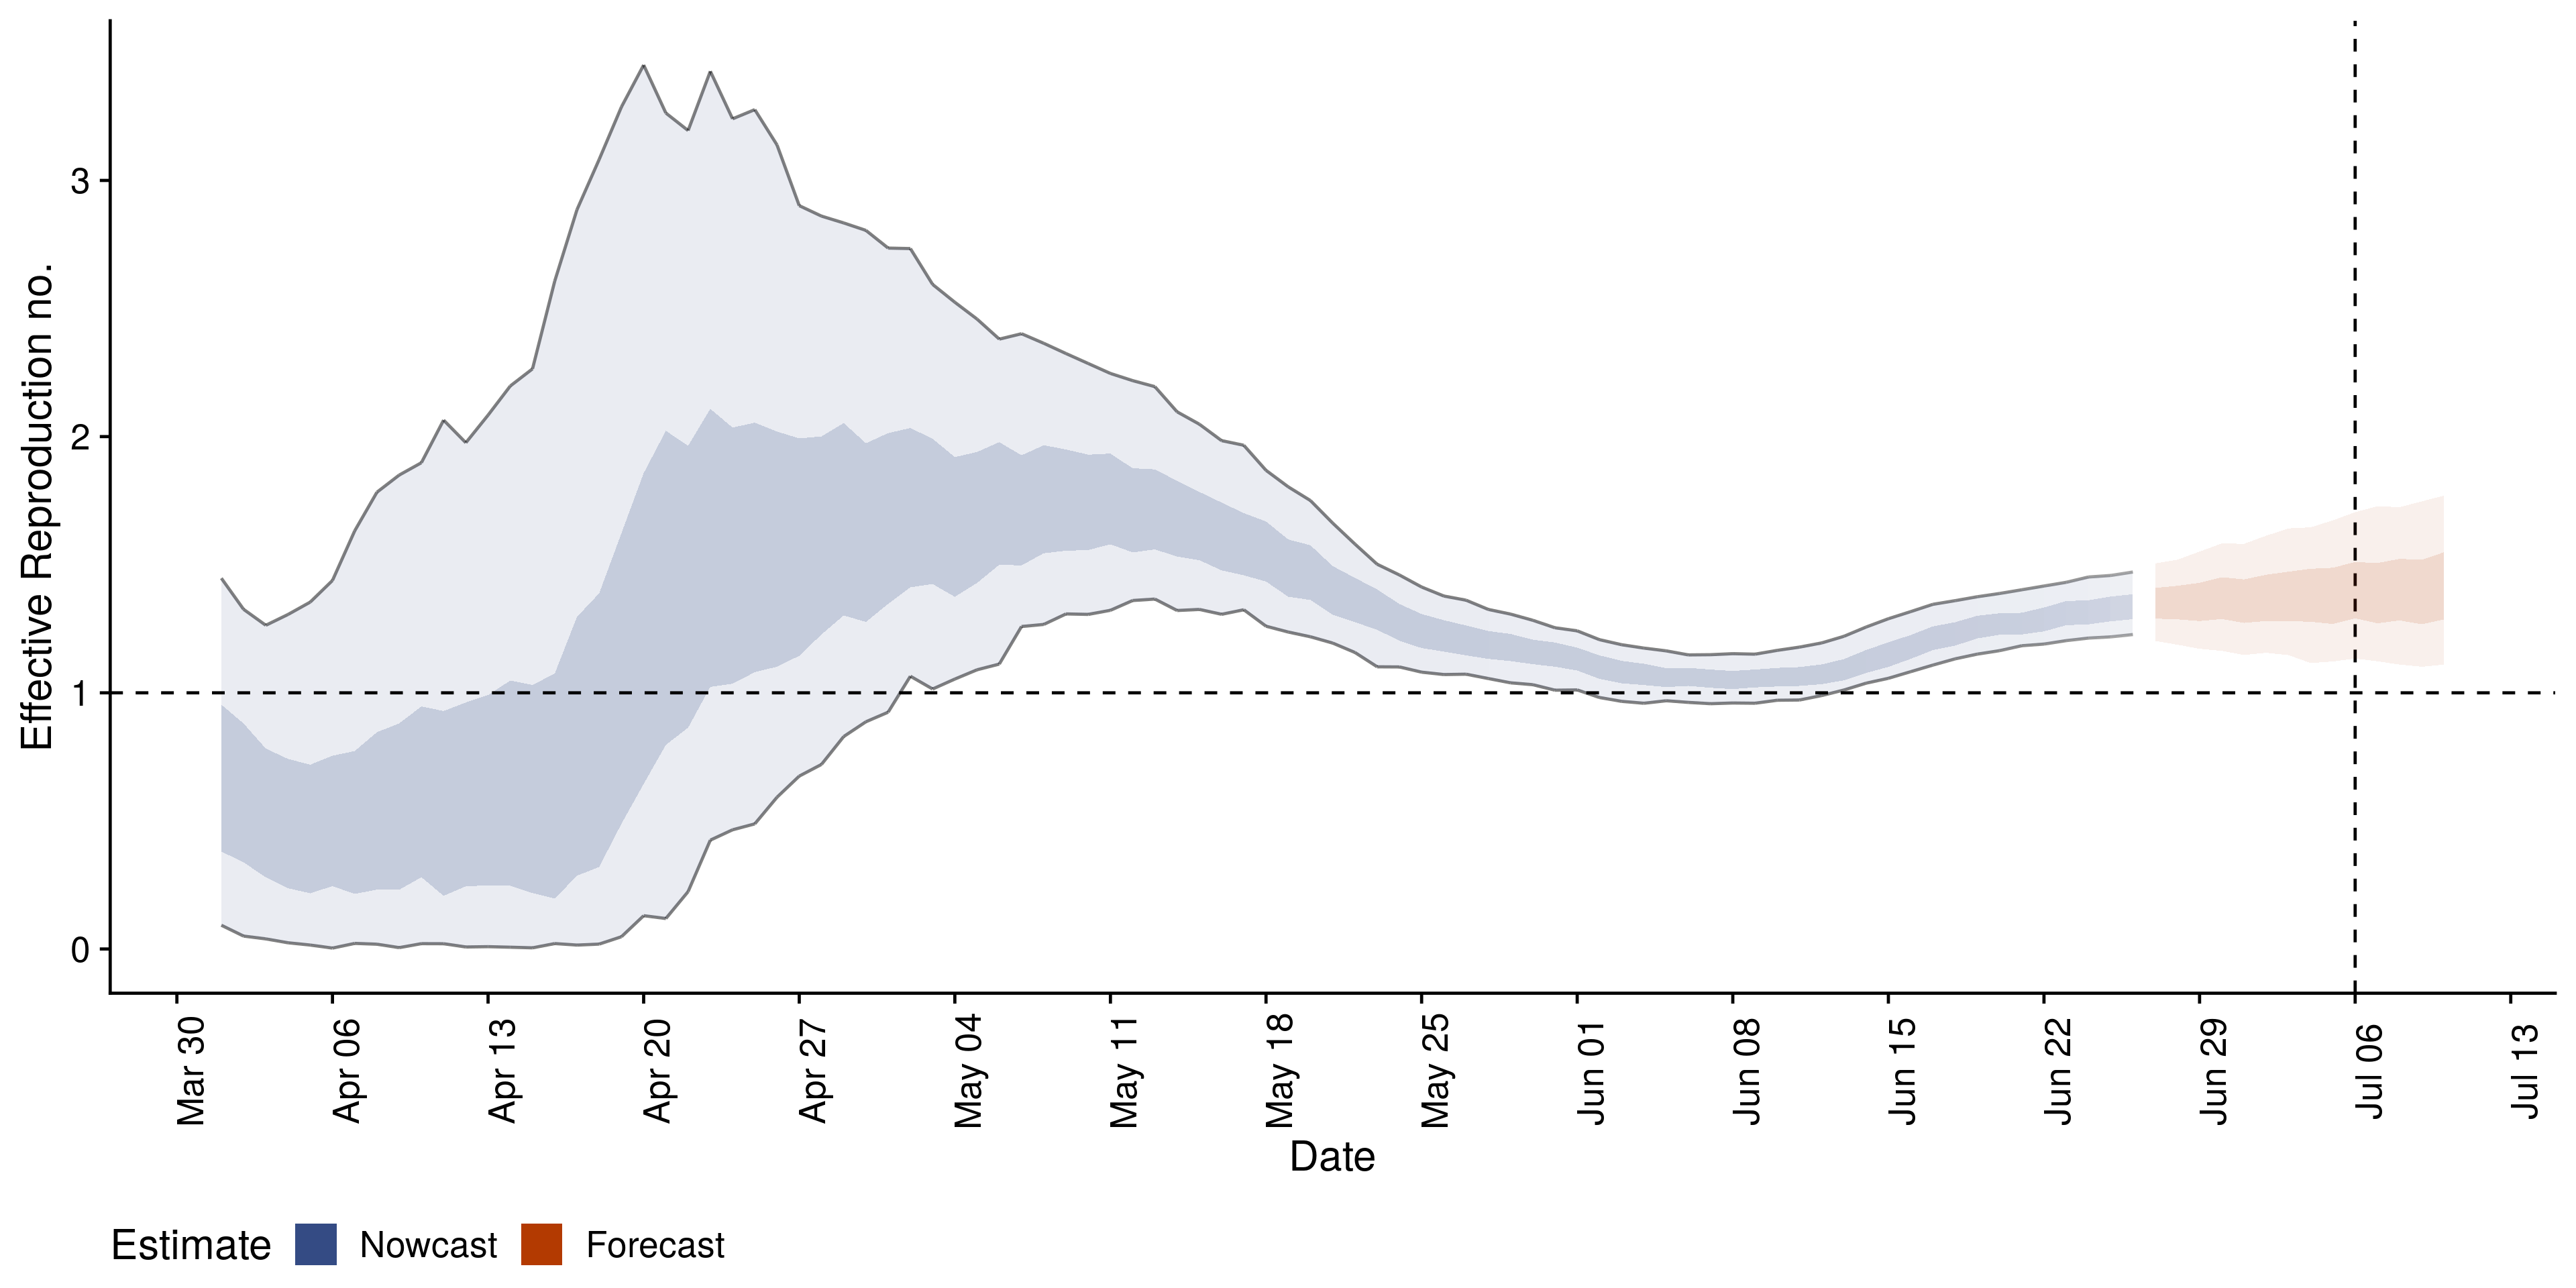 Effective Reproduction no.
3
2
1
0
Mar 30
Apr 06
Apr 13
Apr 20
Apr 27
May 04
May 11
May 18
May 25
Jun 01
Jun 08
Jun 15
Jun 22
Jun 29
Jul 06
Jul 13
Date
Estimate Nowcast Forecast